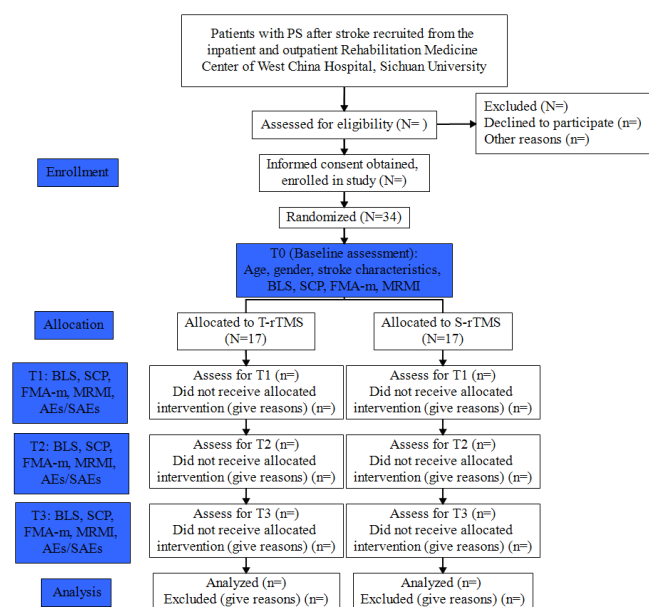 Patients with PS after stroke recruited from the
inpatient and outpatient Rehabilitation Medicine
Center of West China Hospital, Sichuan University
Assessed for eligibility (N= )
Excluded (N=)
Declined to participate (n=)
Other reasons (n=)
Enrollment
Informed consent obtained,
enrolled in study (N=)
Randomized (N=34)
T0 (Baseline assessment):
Age, gender, stroke characteristics,
BLS, SCP, FMA-m, MRMI
Allocation
Allocated to T-rTMS
(N=17)
Allocated to S-rTMS
(N=17)
T1: BLS, SCP,
FMA-m, MRMI,
AEs/SAEs
Assess for T1 (n=)
Did not receive allocated
intervention (give reasons) (n=)
Assess for T1 (n=)
Did not receive allocated
intervention (give reasons) (n=)
T2: BLS, SCP,
FMA-m, MRMI,
AEs/SAEs
Assess for T2 (n=)
Did not receive allocated
intervention (give reasons) (n=)
Assess for T2 (n=)
Did not receive allocated
intervention (give reasons) (n=)
T3: BLS, SCP,
FMA-m, MRMI,
AEs/SAEs
Assess for T3 (n=)
Did not receive allocated
intervention (give reasons) (n=)
Assess for T3 (n=)
Did not receive allocated
intervention (give reasons) (n=)
Analysis
Analyzed (n=)
Excluded (give reasons) (n=)
Analyzed (n=)
Excluded (give reasons) (n=)